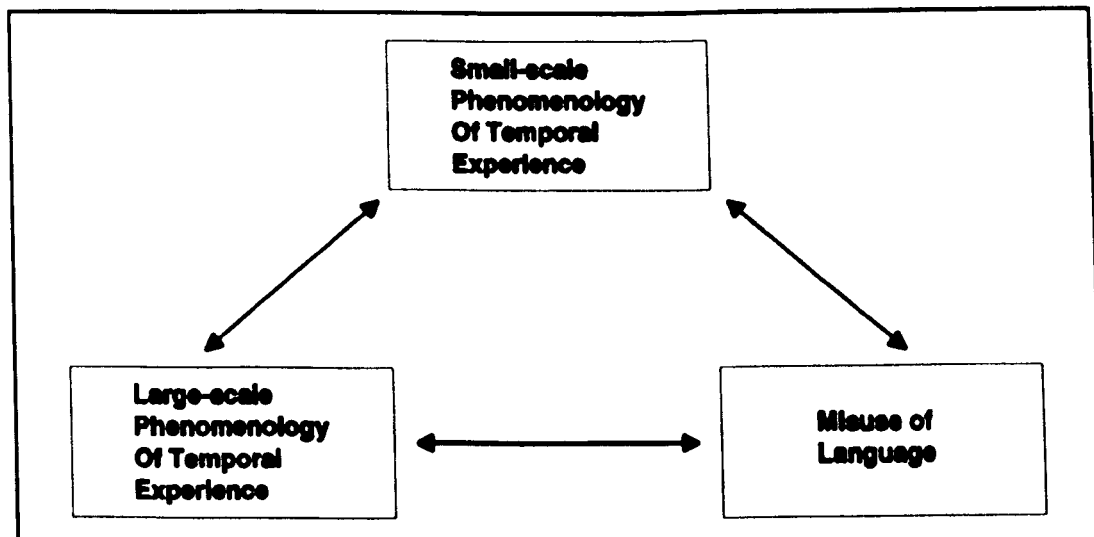 Small-scale
Phenomenology
Of Temporal
Experience
Large-scale
Phenomenology
Of Temporal
Experience
Misuse of
Language